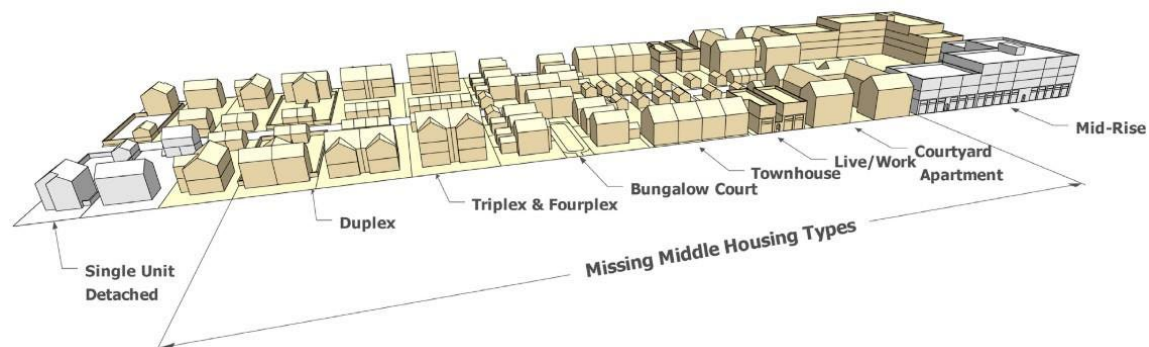 Single Unit
Detached
Duplex
Triplex & Fourplex
Bungalow Court
Townhouse
Live/Work
Courtyard
Apartment
Mid-Rise
Missing Middle Housing Types